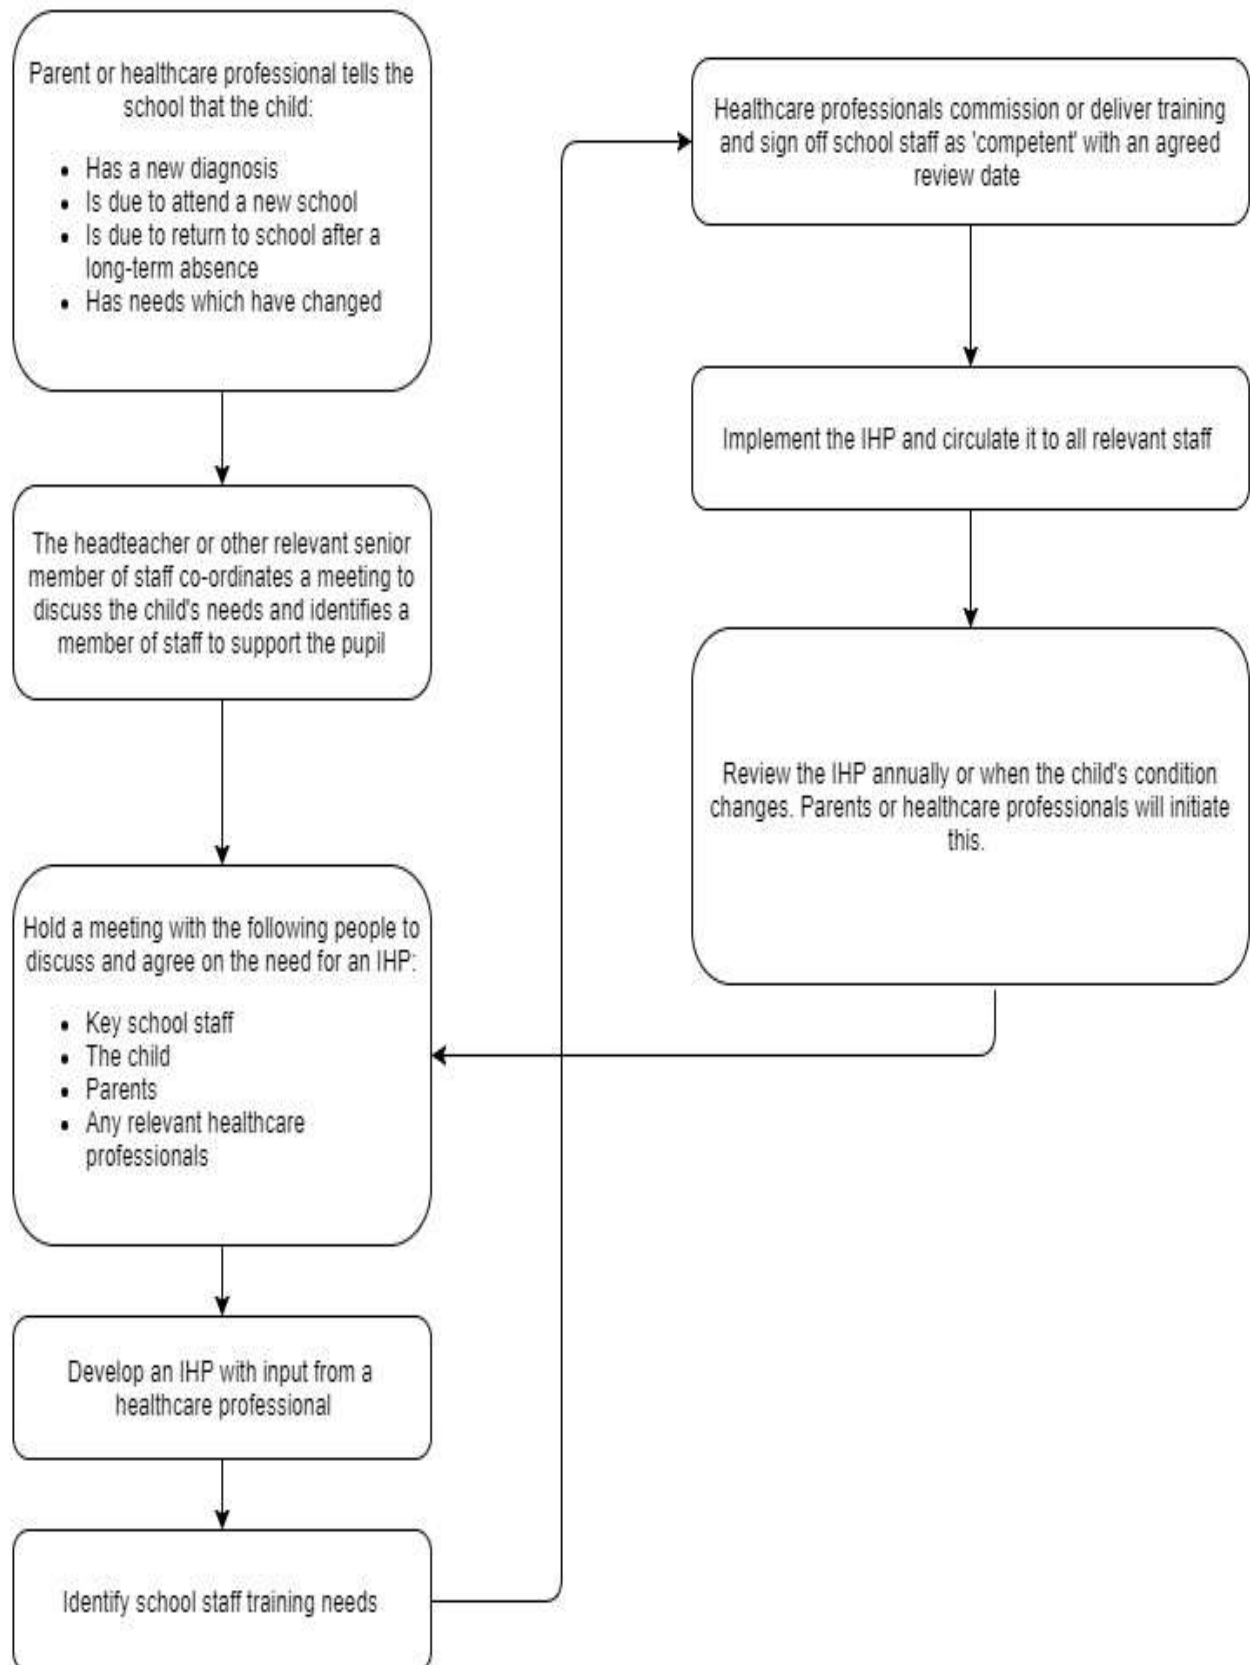 Parent or healthcare professional tells the
school that the child:
• Has a new diagnosis
• Is due to attend a new school
• Is due to return to school after a
long-term absence
• Has needs which have changed
The headteacher or other relevant senior
member of staff co-ordinates a meeting to
discuss the child's needs and identifies a
member of staff to support the pupil
Hold a meeting with the following people to
discuss and agree on the need for an IHP:
• Key school staff
• The child
• Parents
• Any relevant healthcare
professionals
Develop an IHP with input from a
healthcare professional
Identify school staff training needs
Healthcare professionals commission or deliver training
and sign off school staff as 'competent' with an agreed
review date
Implement the IHP and circulate it to all relevant staff
Review the IHP annually or when the child's condition
changes. Parents or healthcare professionals will initiate
this.